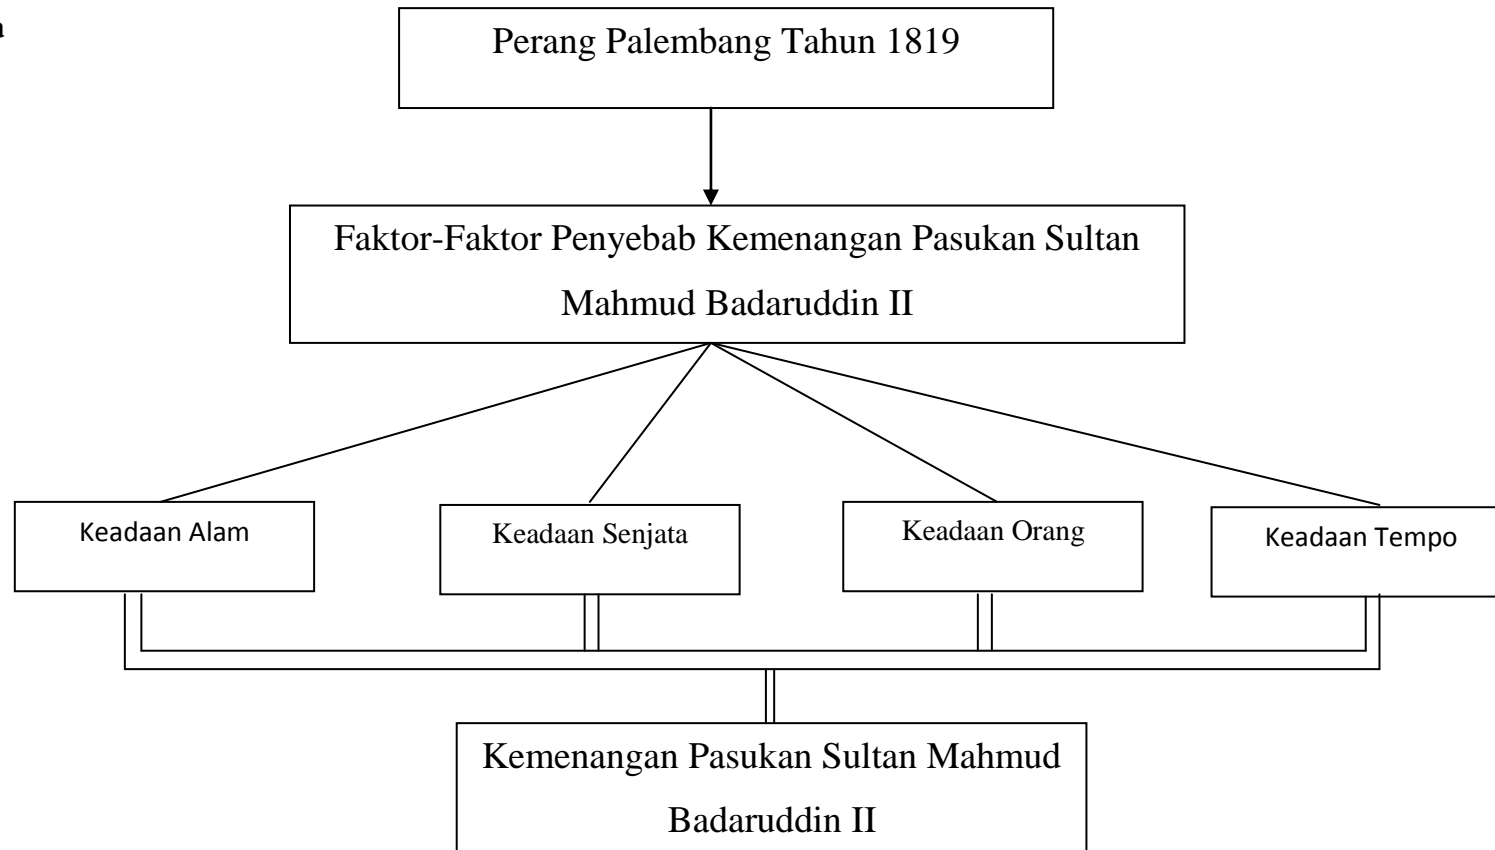 a
Perang Palembang Tahun 1819
Faktor-Faktor Penyebab Kemenangan Pasukan Sultan
Mahmud Badaruddin II
Keadaan Alam
Keadaan Senjata
Keadaan Orang
Keadaan Tempo
Kemenangan Pasukan Sultan Mahmud
Badaruddin II